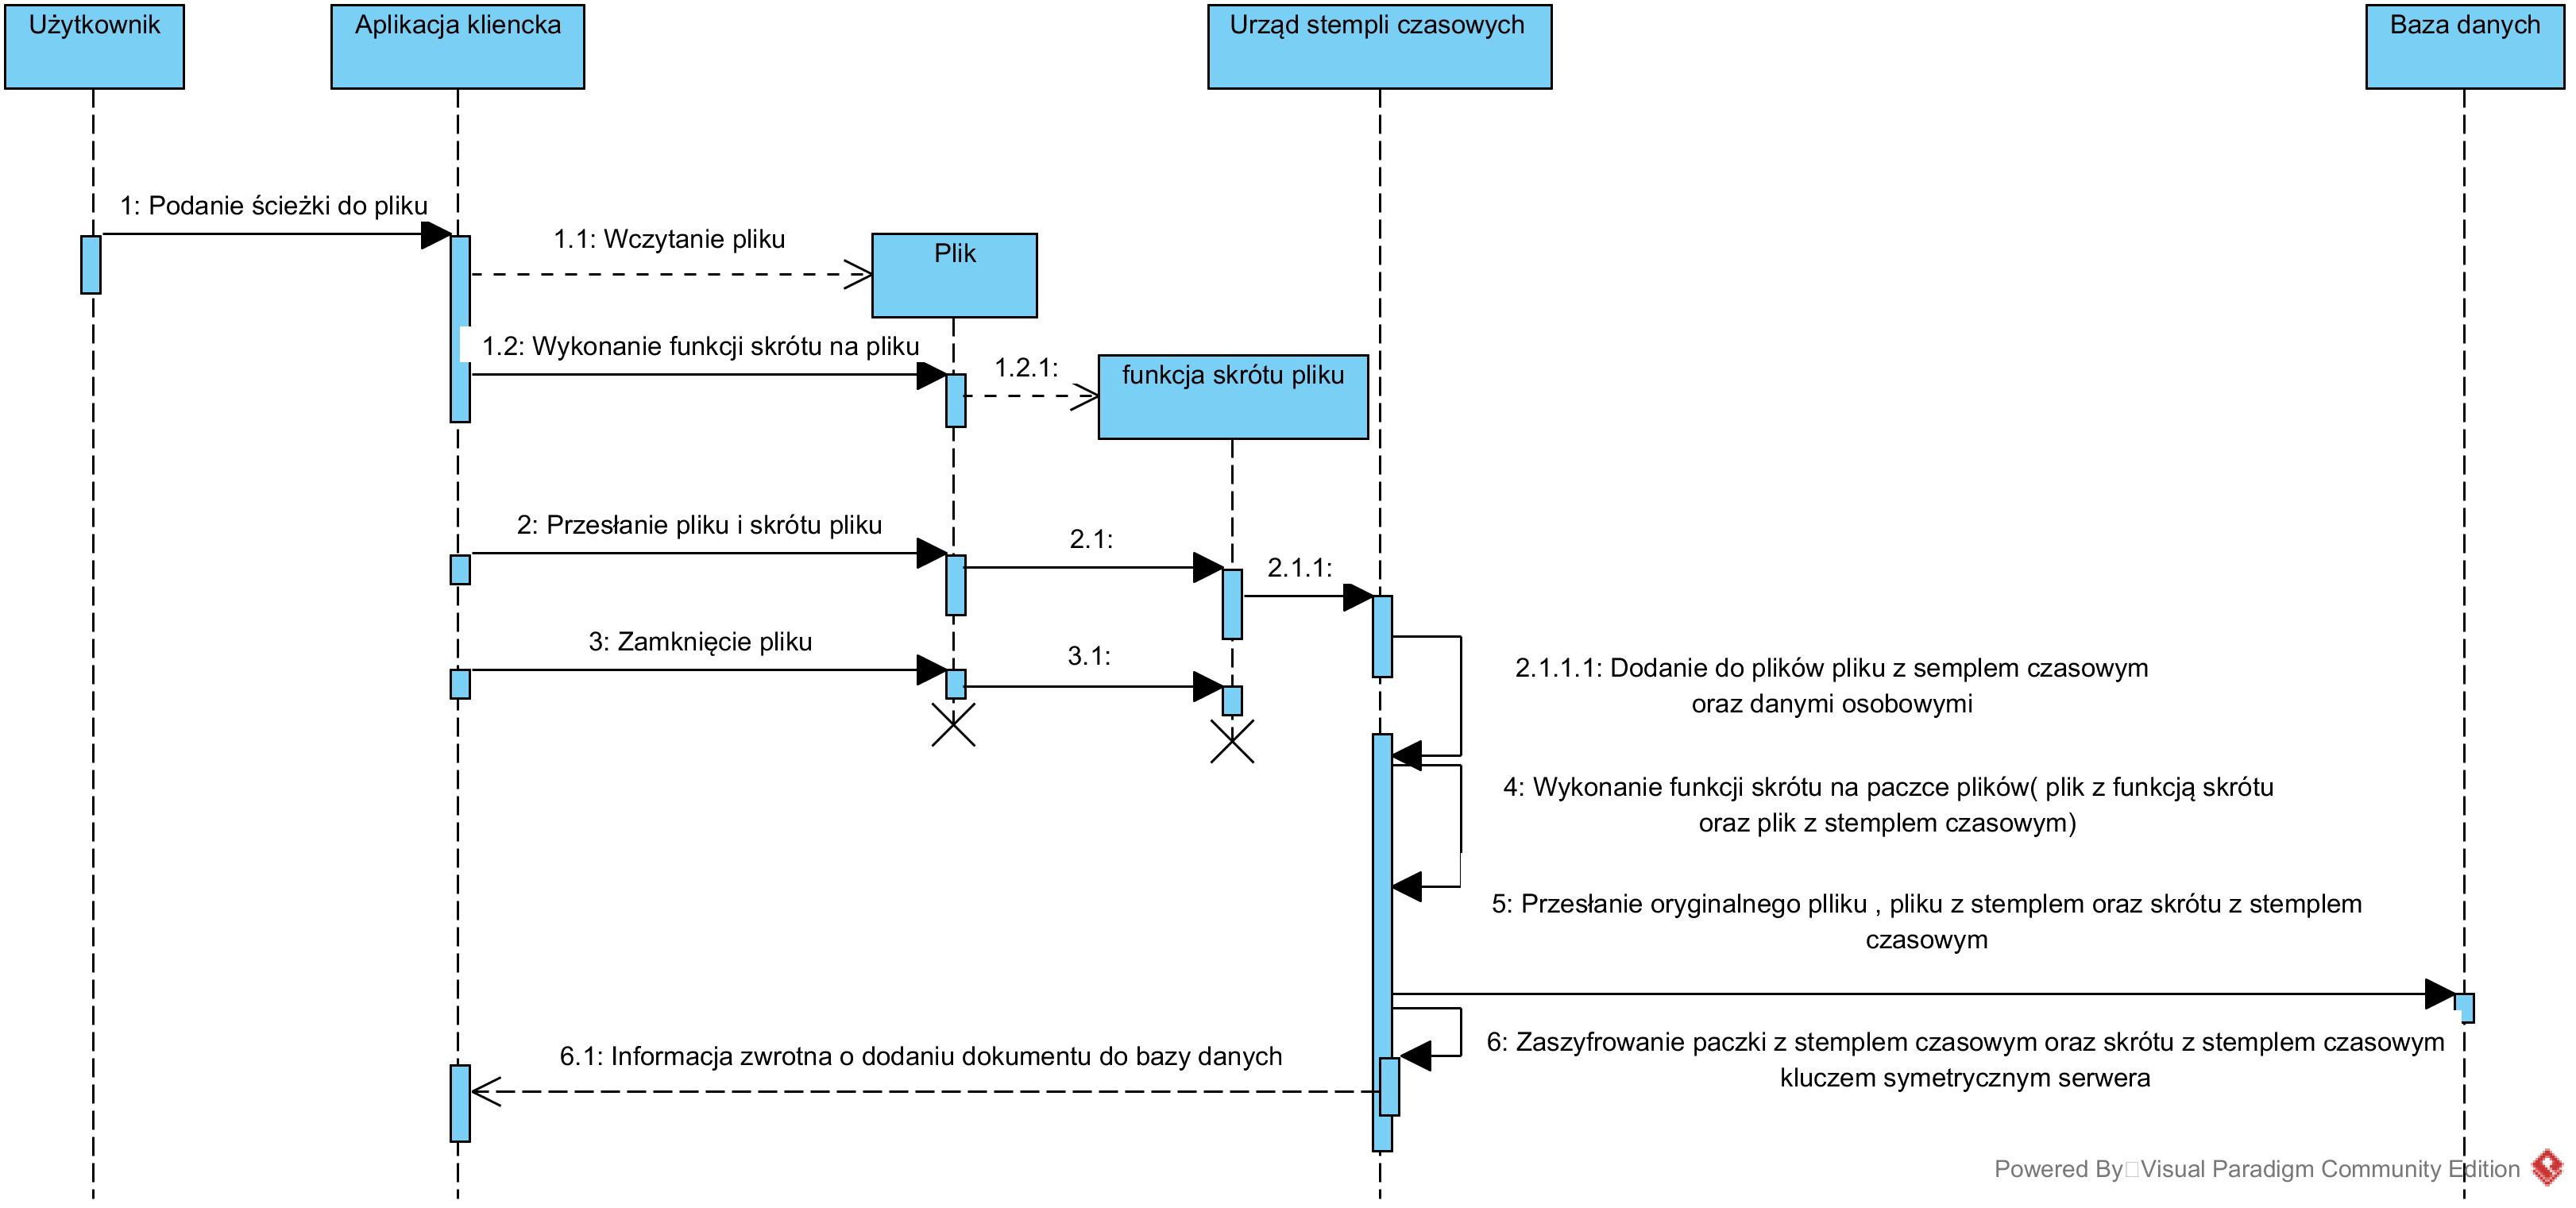 Użytkownik
Aplikacja kliencka
Urząd stempli czasowych
Baza danych
1: Podanie ścieżki do pliku
1.1: Wczytanie pliku
Plik
1.2: Wykonanie funkcji skrótu na pliku
1.2.1:
funkcja skrótu pliku
2: Przesłanie pliku i skrótu pliku
2.1:
2.1.1:
3: Zamknięcie pliku
3.1:
2.1.1.1: Dodanie do plików pliku z semplem czasowym
oraz danymi osobowymi
4: Wykonanie funkcji skrótu na paczce plików( plik z funkcją skrótu
oraz plik z stemplem czasowym)
5: Przesłanie oryginalnego plliku , pliku z stemplem oraz skrótu z stemplem
czasowym
6: Zaszyfrowanie paczki z stemplem czasowym oraz skrótu z stemplem czasowym
kluczem symetrycznym serwera
6.1: Informacja zwrotna o dodaniu dokumentu do bazy danych
Powered By Visual Paradigm Community Edition